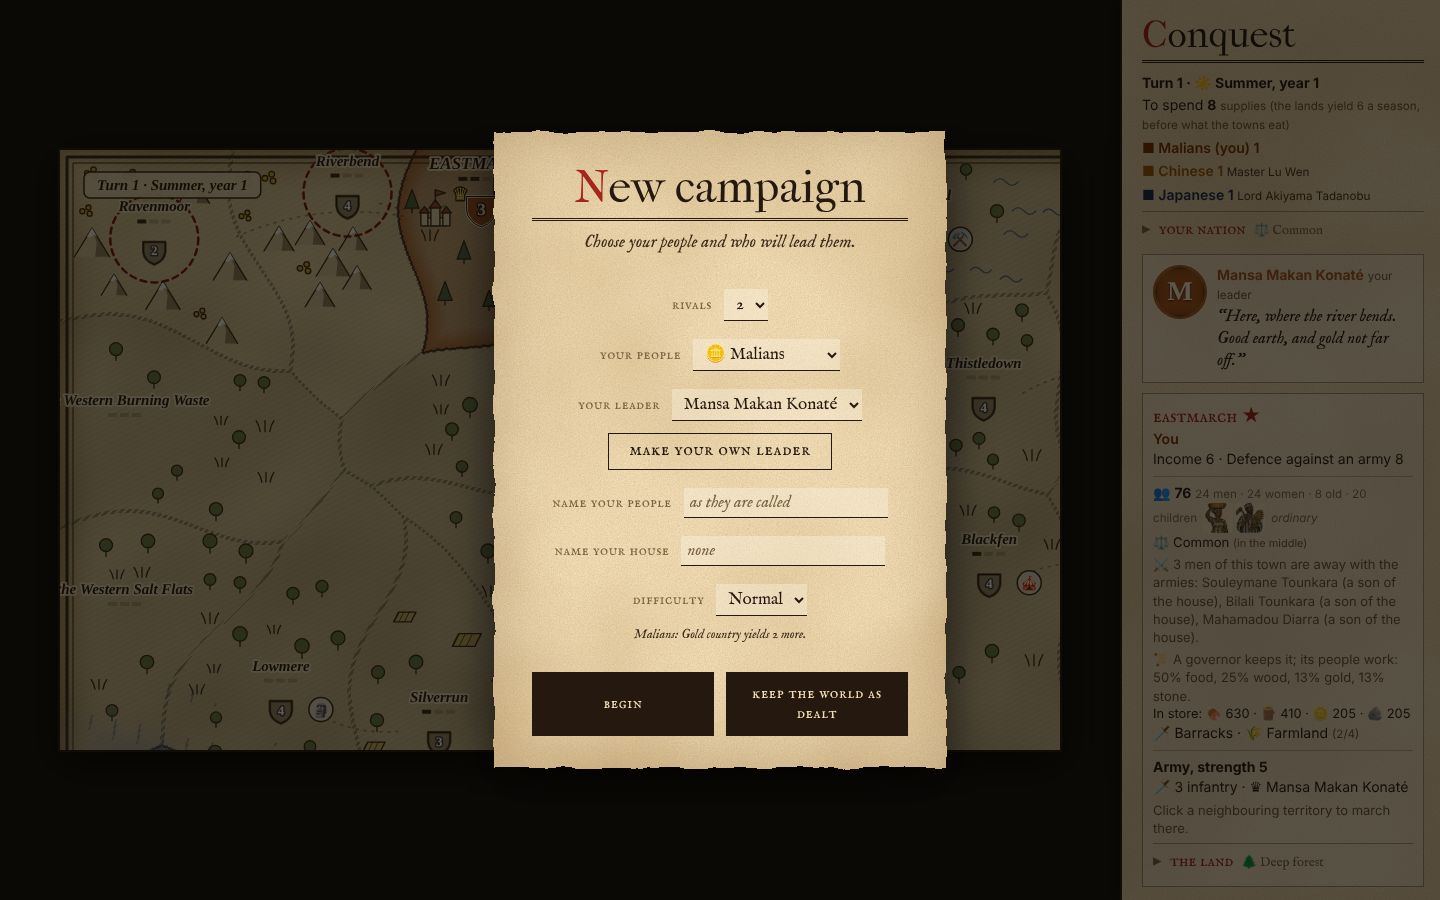 Conquest
Turn 1 · Summer, year 1
To spend 8 supplies (the lands yield 6 a season,
before what the towns eat)
Malians (you) 1
Chinese 1 Master Lu Wen
Japanese 1 Lord Akiyama Tadanobu
YOUR NATION Common
M
Mansa Makan Konaté your
leader
“Here, where the river bends.
Good earth, and gold not far
off.”
EASTMARCH
You
Income 6 · Defence against an army 8
76 24 men · 24 women · 8 old · 20
children ordinary
Common (in the middle)
3 men of this town are away with the
armies: Souleymane Tounkara (a son of
the house), Bilali Tounkara (a son of the
house), Mahamadou Diarra (a son of the
house).
A governor keeps it; its people work:
50% food, 25% wood, 13% gold, 13%
stone.
In store: 630 · 410 · 205 · 205
Barracks · Farmland (2/4)
Army, strength 5
3 infantry · Mansa Makan Konaté
Click a neighbouring territory to march
there.
THE LAND Deep forest
New campaign
Choose your people and who will lead them.
RIVALS 2
YOUR PEOPLE Malians
YOUR LEADER Mansa Makan Konaté
MAKE YOUR OWN LEADER
NAME YOUR PEOPLE as they are called
NAME YOUR HOUSE none
DIFFICULTY Normal
Malians: Gold country yields 2 more.
BEGIN
KEEP THE WORLD AS
DEALT
Turn 1 · Summer, year 1
Riverbend
4
EASTMA
3
Ravenmoor
2
Western Burning Waste
the Western Salt Flats
Lowmere
4
Silverrun
3
Thistledown
4
Blackfen
4